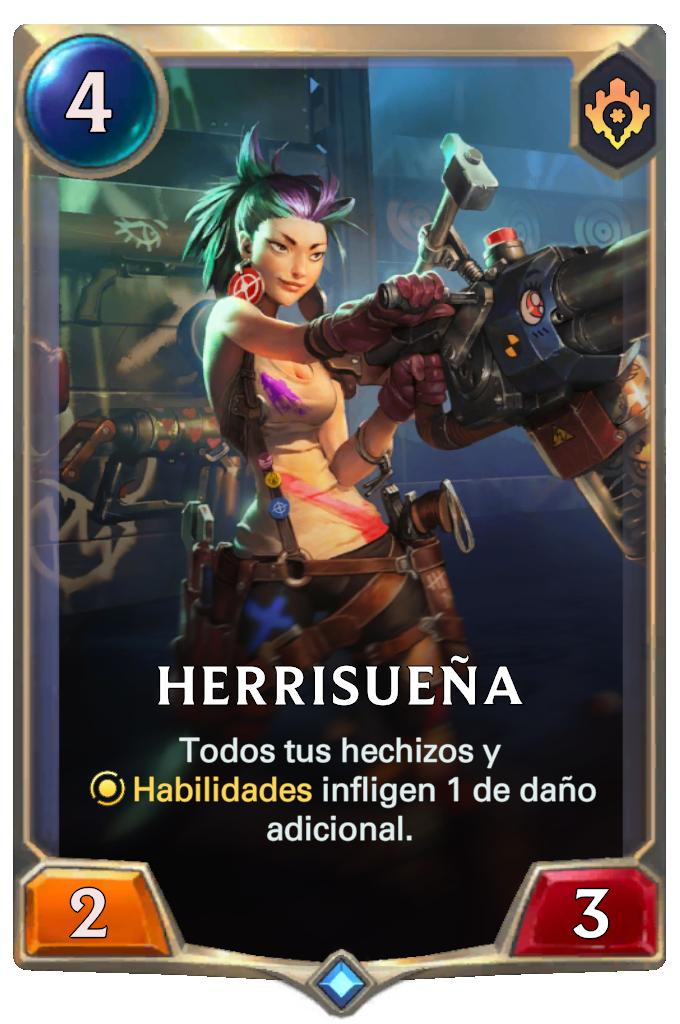 4
HERRISUEÑA
Todos tus hechizos y
Habilidades infligen 1 de daño
adicional.
2
3